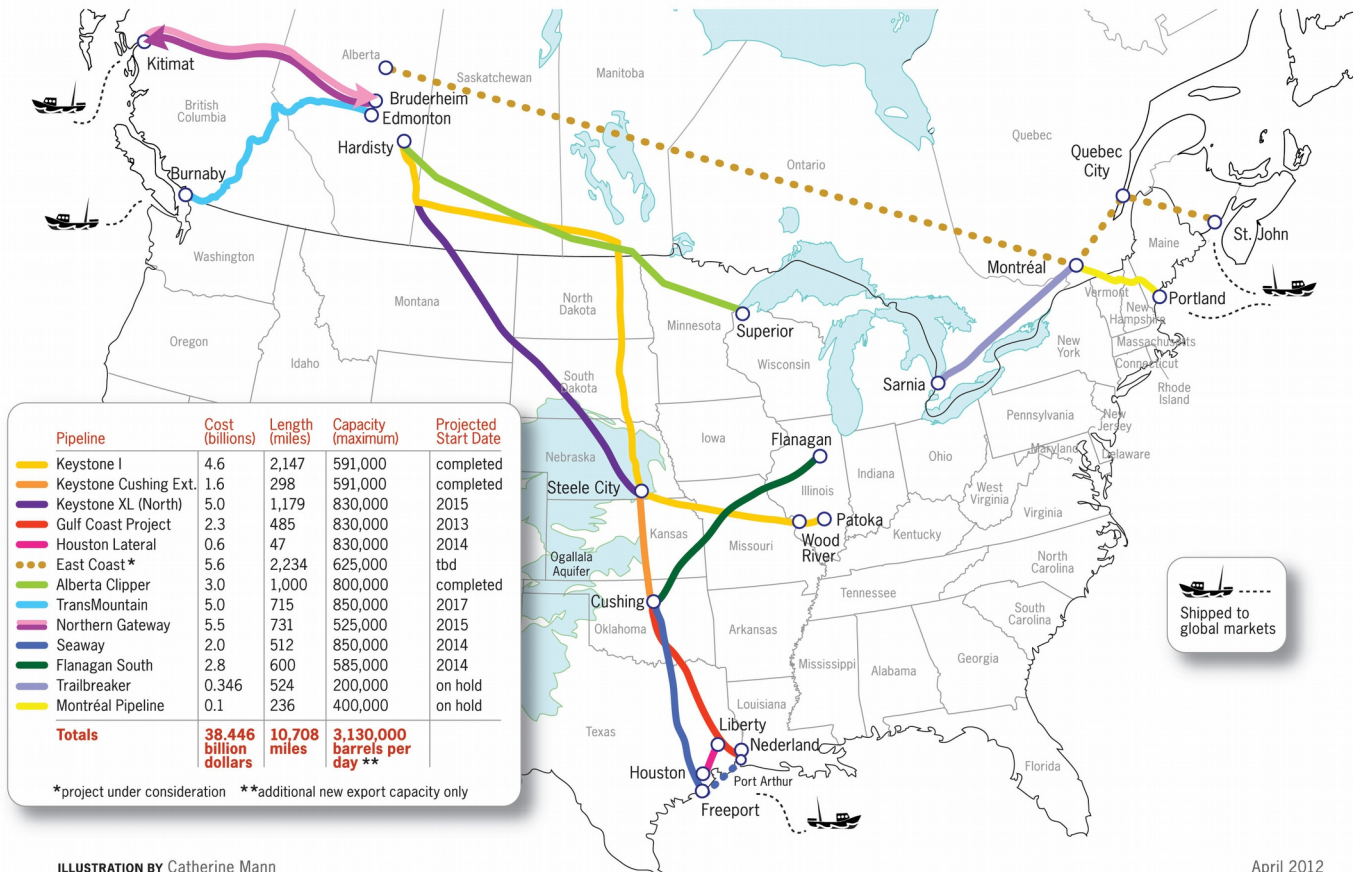 Kitimat
Alberta
Saskatchewan
Manitoba
British
Columbia
Bruderheim
Edmonton
Hardisty
Ontario
Quebec
Quebec
City
Burnaby
Maine
St. John
Washington
Montréal
Montana
North
Dakota
Vermont
New
Hampshire
Portland
Minnesota
Superior
Oregon
Idaho
Wisconsin
New
York
Massachusetts
Connecticut
Rhode
Island
South
Dakota
Sarnia
Pennsylvania
New
Jersey
Iowa
Flanagan
Ohio
Maryland
Delaware
Nebraska
Indiana
Illinois
West
Virginia
Virginia
Steele City
Kansas
Missouri
Wood
River
Patoka
Kentucky
Ogallala
Aquifer
North
Carolina
Tennessee
Cushing
Oklahoma
Arkansas
South
Carolina
Mississippi
Alabama
Georgia
Louisiana
Texas
Liberty
Nederland
Houston
Port Arthur
Freeport
Florida
Shipped to
global markets
Pipeline Cost (billions) Length (miles) Capacity (maximum) Projected Start Date
Keystone I 4.6 2,147 591,000 completed
Keystone Cushing Ext. 1.6 298 591,000 completed
Keystone XL (North) 5.0 1,179 830,000 2015
Gulf Coast Project 2.3 485 830,000 2013
Houston Lateral 0.6 47 830,000 2014
East Coast* 5.6 2,234 625,000 tbd
Alberta Clipper 3.0 1,000 800,000 completed
TransMountain 5.0 715 850,000 2017
Northern Gateway 5.5 731 525,000 2015
Seaway 2.0 512 850,000 2014
Flanagan South 2.8 600 585,000 2014
Trailbreaker 0.346 524 200,000 on hold
Montréal Pipeline 0.1 236 400,000 on hold
Totals 38.446 10,708 3,130,000
billion miles barrels per
dollars day **
*project under consideration **additional new export capacity only
ILLUSTRATION BY Catherine Mann
April 2012